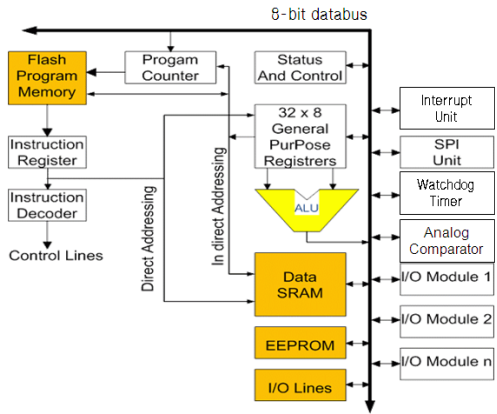 8-bit databus
Flash
Program
Memory
Progam
Counter
Status
And Control
Instruction
Register
32 x 8
General
PurPose
Registrers
Instruction
Decoder
Control Lines
Direct Addressing
In direct Addressing
ALU
Data
SRAM
EEPROM
I/O Lines
Interrupt
Unit
SPI
Unit
Watchdog
Timer
Analog
Comparator
I/O Module 1
I/O Module 2
I/O Module n